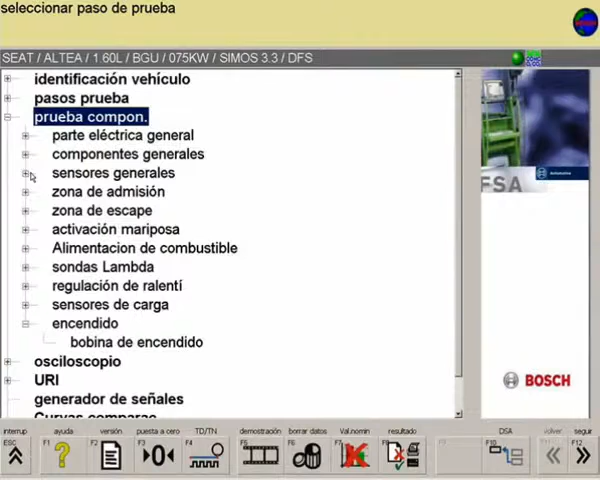 seleccionar paso de prueba
SEAT / ALTEA / 1.60L / BGU / 075KW / SIMOS 3.3 / DFS
identificación vehículo
pasos prueba
prueba compon.
parte eléctrica general
componentes generales
sensores generales
zona de admisión
zona de escape
activación mariposa
Alimentacion de combustible
sondas Lambda
regulación de ralentí
sensores de carga
encendido
bobina de encendido
osciloscopio
URI
generador de señales
Curvas comparac
FSA
Automotive
BOSCH
interrup ayuda versión puesta a cero TD/TN demostración borrar datos Val.nomin resultado DSA volver seguir
ESC F1 F2 F3 F4 F5 F6 F7 F8 F9 F10 F11 F12